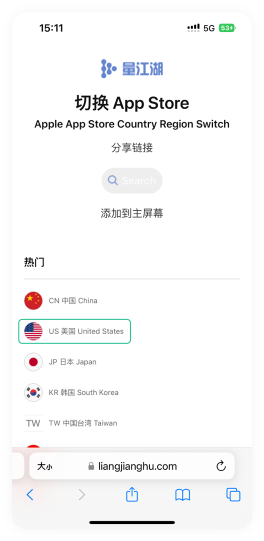 15:11
5G
53+
量江湖
切换 App Store
Apple App Store Country Region Switch
分享链接
Search
添加到主屏幕
热门
CN 中国 China
US 美国 United States
JP 日本 Japan
KR 韩国 South Korea
TW TW 中国台湾 Taiwan
大小 liangjianghu.com